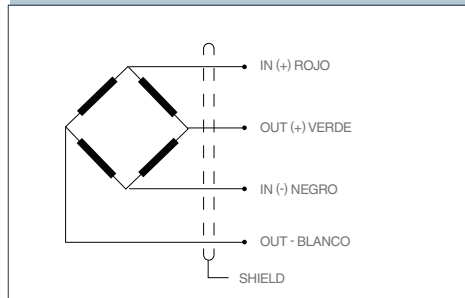 IN (+) ROJO
OUT (+) VERDE
IN (-) NEGRO
OUT - BLANCO
SHIELD